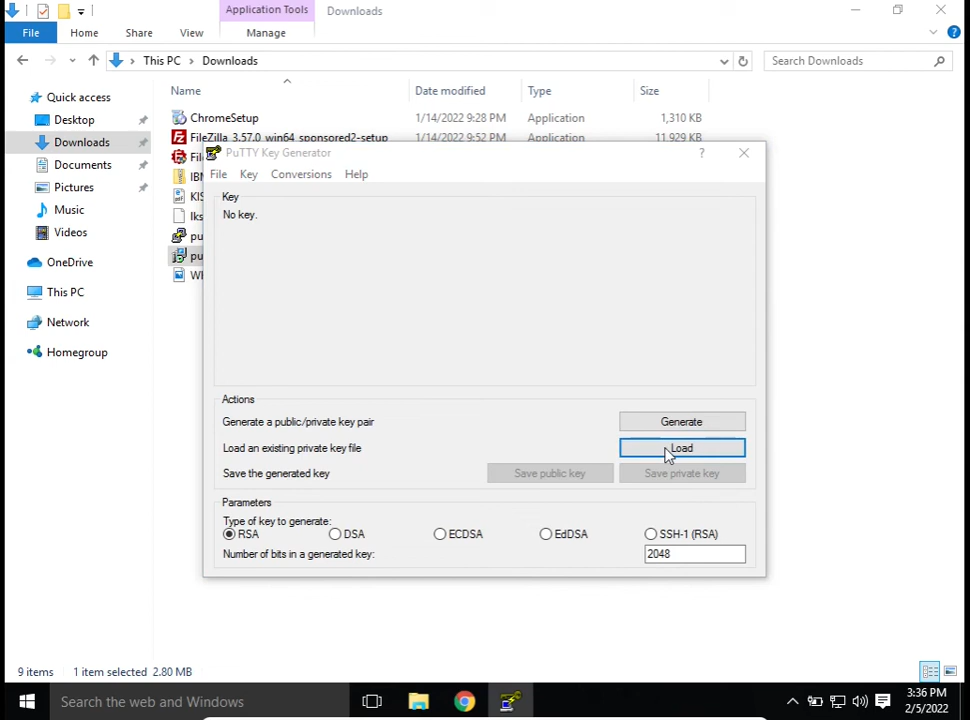 Application Tools
Downloads
File
Home
Share
View
Manage
This PC
Downloads
Search Downloads
Quick access
Desktop
Downloads
Documents
Pictures
Music
Videos
OneDrive
This PC
Network
Homegroup
Name
Date modified
Type
Size
ChromeSetup
1/14/2022 9:28 PM
Application
1,310 KB
FileZilla_3.57.0_win64_sponsored2-setup
1/14/2022 9:52 PM
Application
11,929 KB
Fil
IBM
KIS
lks
pu
pu
PuTTY Key Generator
?
File
Key
Conversions
Help
Key
No key.
Actions
Generate a public/private key pair
Generate
Load an existing private key file
Load
Save the generated key
Save public key
Save private key
Parameters
Type of key to generate:
RSA
DSA
ECDSA
EdDSA
SSH-1 (RSA)
Number of bits in a generated key:
2048
9 items
1 item selected 2.80 MB
Search the web and Windows
3:36 PM
2/5/2022